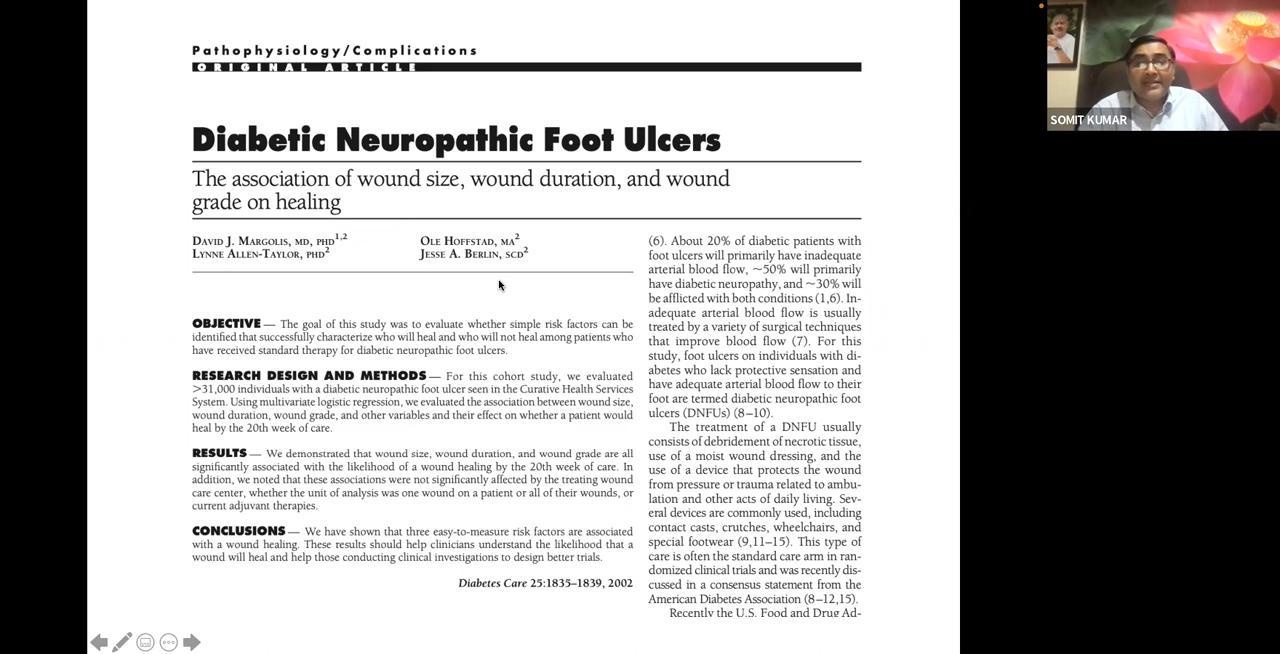 Pathophysiology/Complications
ORIGINAL ARTICLE
Diabetic Neuropathic Foot Ulcers
The association of wound size, wound duration, and wound
grade on healing
DAVID J. MARGOLIS, MD, PHD1,2
LYNNE ALLEN-TAYLOR, PHD2
OLE HOFFSTAD, MA2
JESSE A. BERLIN, SCD2
OBJECTIVE — The goal of this study was to evaluate whether simple risk factors can be
identified that successfully characterize who will heal and who will not heal among patients who
have received standard therapy for diabetic neuropathic foot ulcers.
RESEARCH DESIGN AND METHODS — For this cohort study, we evaluated
>31,000 individuals with a diabetic neuropathic foot ulcer seen in the Curative Health Services
System. Using multivariate logistic regression, we evaluated the association between wound size,
wound duration, wound grade, and other variables and their effect on whether a patient would
heal by the 20th week of care.
RESULTS — We demonstrated that wound size, wound duration, and wound grade are all
significantly associated with the likelihood of a wound healing by the 20th week of care. In
addition, we noted that these associations were not significantly affected by the treating wound
care center, whether the unit of analysis was one wound on a patient or all of their wounds, or
current adjuvant therapies.
CONCLUSIONS — We have shown that three easy-to-measure risk factors are associated
with a wound healing. These results should help clinicians understand the likelihood that a
wound will heal and help those conducting clinical investigations to design better trials.
Diabetes Care 25:1835–1839, 2002
(6). About 20% of diabetic patients with
foot ulcers will primarily have inadequate
arterial blood flow, ~50% will primarily
have diabetic neuropathy, and ~30% will
be afflicted with both conditions (1,6). In-
adequate arterial blood flow is usually
treated by a variety of surgical techniques
that improve blood flow (7). For this
study, foot ulcers on individuals with di-
abetes who lack protective sensation and
have adequate arterial blood flow to their
foot are termed diabetic neuropathic foot
ulcers (DNFUs) (8–10).
The treatment of a DNFU usually
consists of debridement of necrotic tissue,
use of a moist wound dressing, and the
use of a device that protects the wound
from pressure or trauma related to ambu-
lation and other acts of daily living. Sev-
eral devices are commonly used, including
contact casts, crutches, wheelchairs, and
special footwear (9,11–15). This type of
care is often the standard care arm in ran-
domized clinical trials and was recently dis-
cussed in a consensus statement from the
American Diabetes Association (8–12,15).
Recently the U.S. Food and Drug Ad-
SOMIT KUMAR